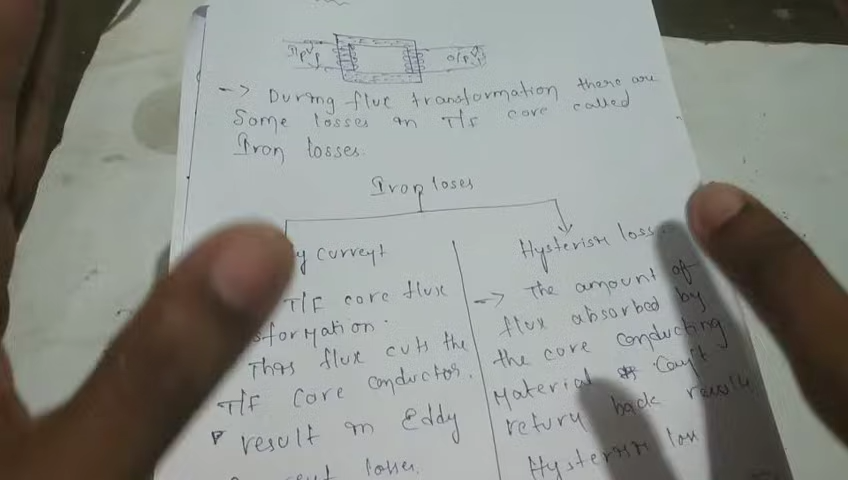 I/p
O/p
-> During flux transformation there are
Some losses in T/F core called
Iron losses.
Iron loses
y current
T/F core flux
sformation.
This flux cuts the
T/F core conductor.
result in Eddy
losses.
Hysterisis loss
-> The amount of
flux absorbed by
the core conducting
Material can't
return back result
Hysterisis loss